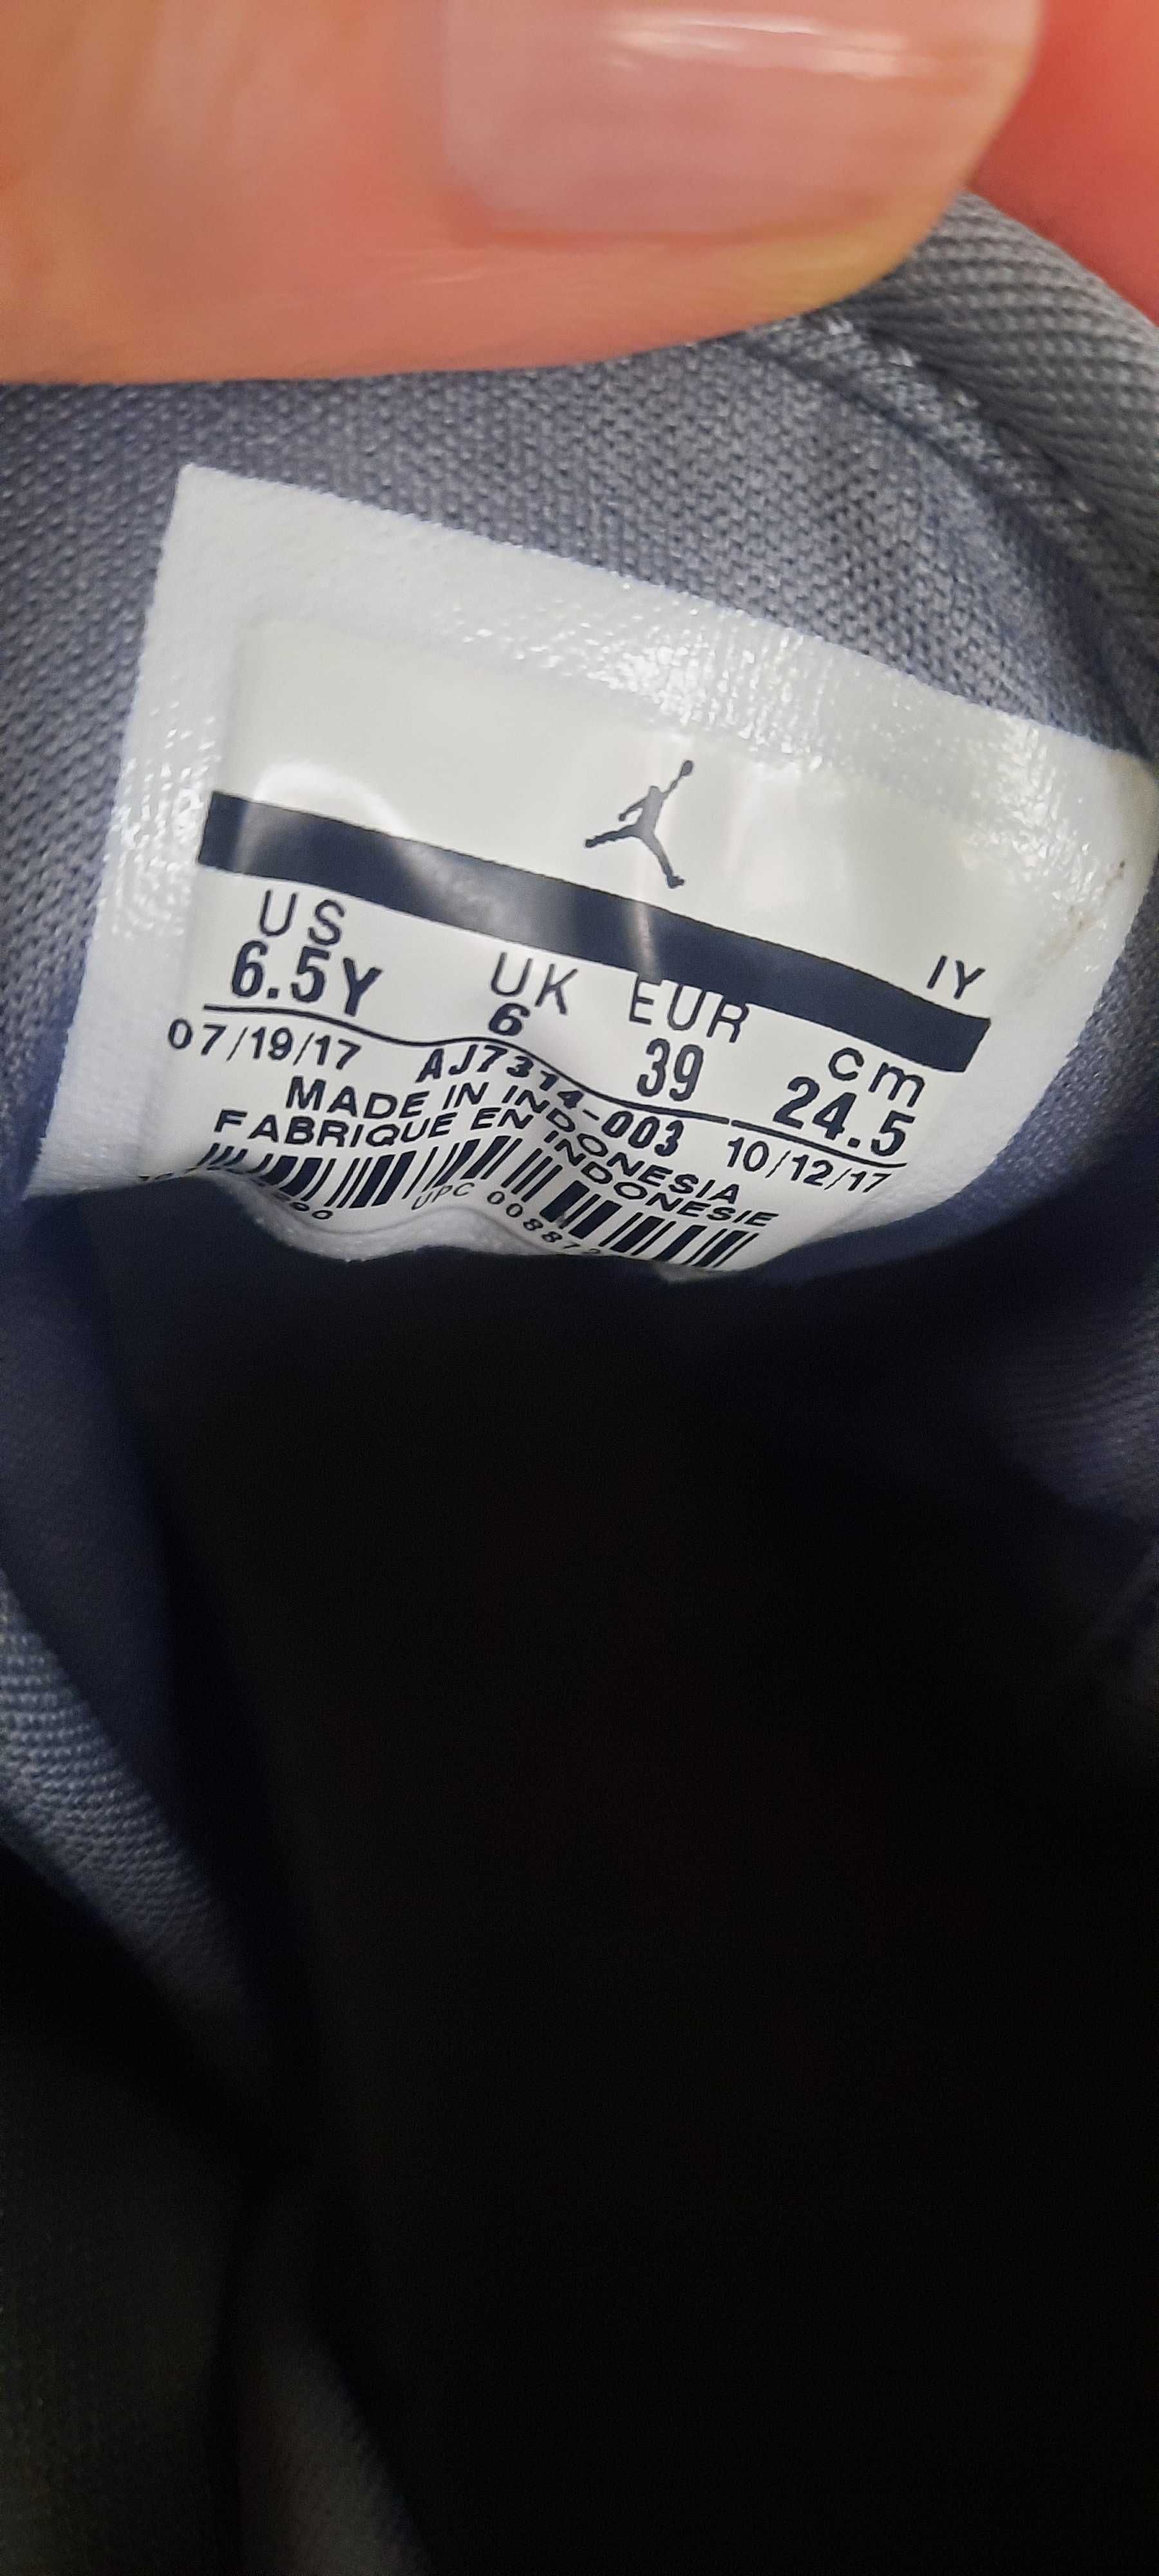 IY
US UK EUR cm
6.5Y 6 39 24.5
07/19/17 AJ7314-003 10/12/17
MADE IN INDONESIA
FABRIQUE EN INDONESIE
UPC 00887